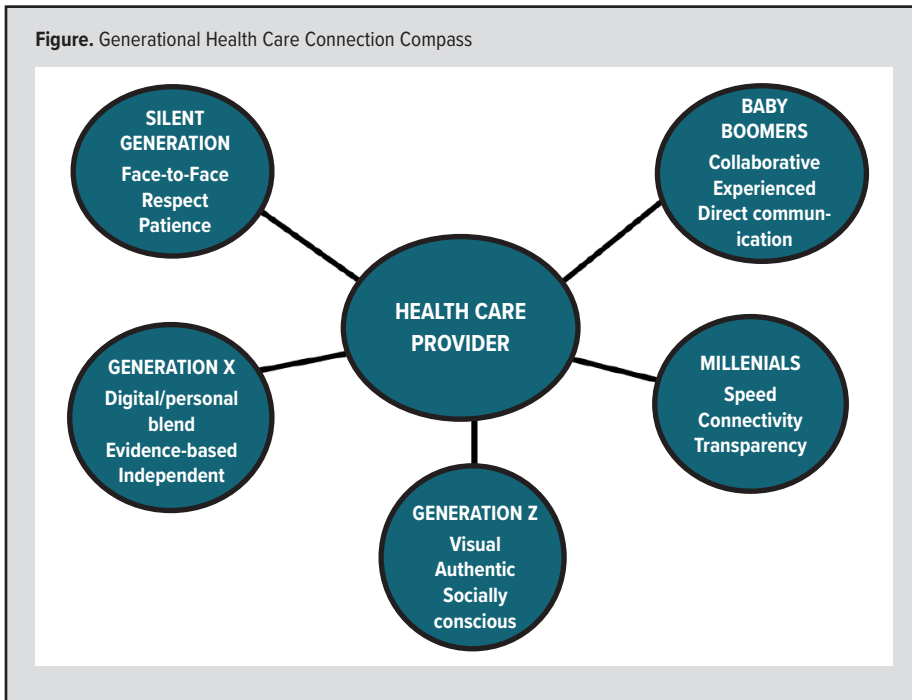 Figure. Generational Health Care Connection Compass
SILENT
GENERATION
Face-to-Face
Respect
Patience
BABY
BOOMERS
Collaborative
Experienced
Direct commun-
ication
HEALTH CARE
PROVIDER
GENERATION X
Digital/personal
blend
Evidence-based
Independent
MILLENIALS
Speed
Connectivity
Transparency
GENERATION Z
Visual
Authentic
Socially
conscious